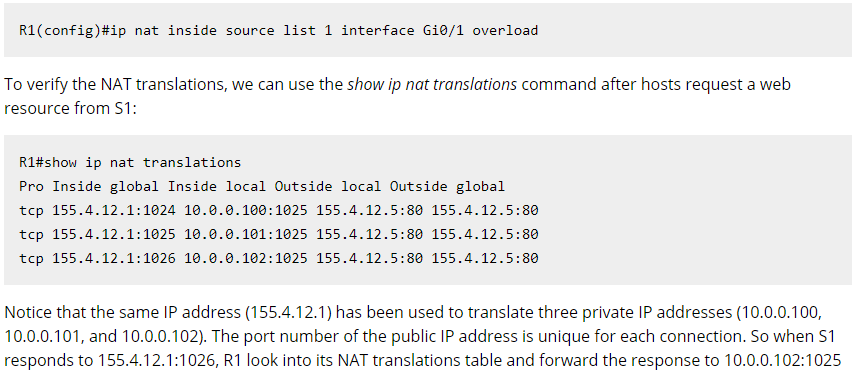 R1(config)#ip nat inside source list 1 interface Gi0/1 overload
To verify the NAT translations, we can use the show ip nat translations command after hosts request a web
resource from S1:
R1#show ip nat translations
Pro Inside global Inside local Outside local Outside global
tcp 155.4.12.1:1024 10.0.0.100:1025 155.4.12.5:80 155.4.12.5:80
tcp 155.4.12.1:1025 10.0.0.101:1025 155.4.12.5:80 155.4.12.5:80
tcp 155.4.12.1:1026 10.0.0.102:1025 155.4.12.5:80 155.4.12.5:80
Notice that the same IP address (155.4.12.1) has been used to translate three private IP addresses (10.0.0.100,
10.0.0.101, and 10.0.0.102). The port number of the public IP address is unique for each connection. So when S1
responds to 155.4.12.1:1026, R1 look into its NAT translations table and forward the response to 10.0.0.102:1025